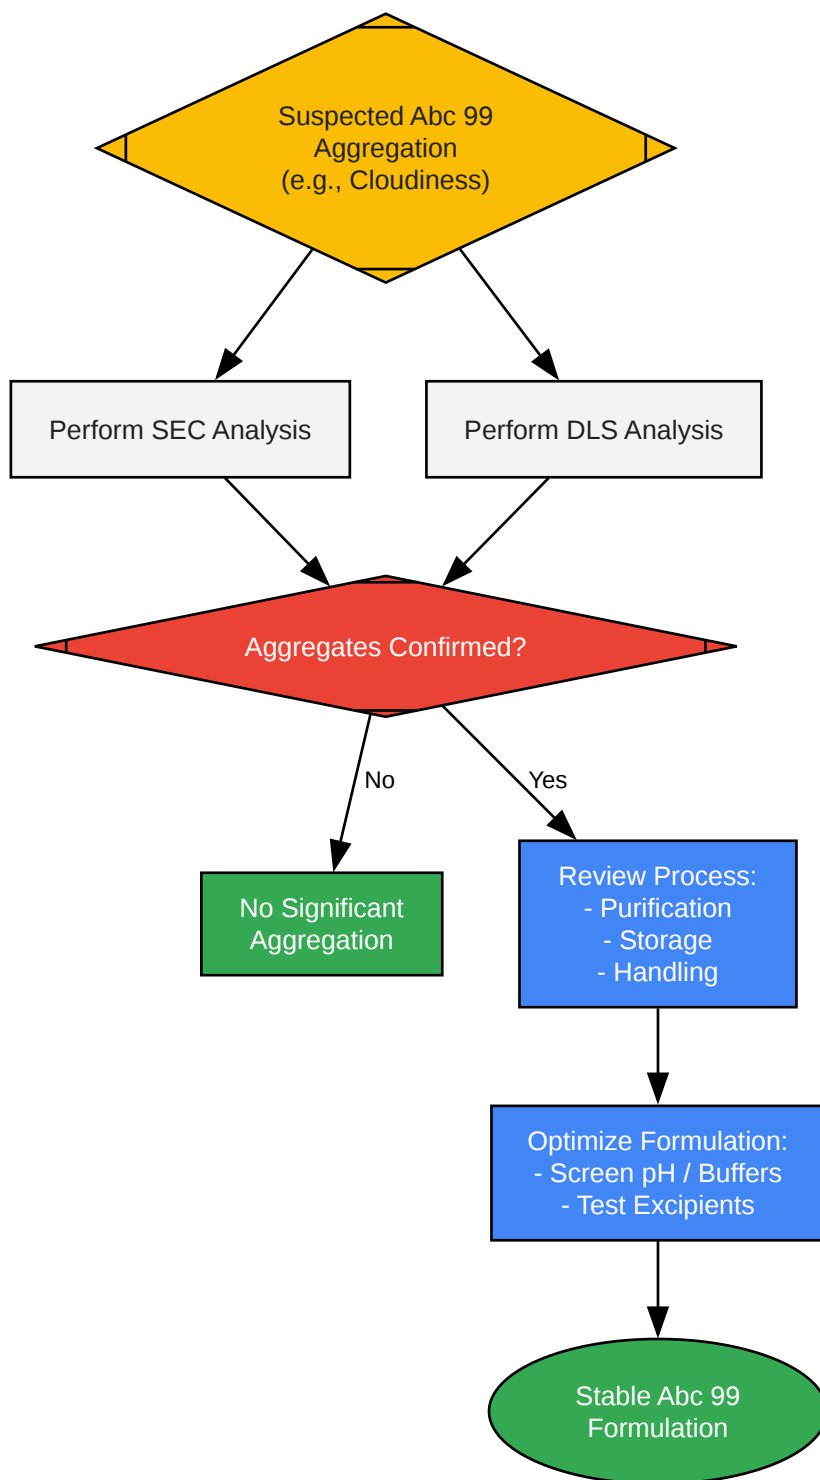 Suspected Abc 99
Aggregation
(e.g., Cloudiness)
Perform SEC Analysis
Perform DLS Analysis
Aggregates Confirmed?
No
Yes
No Significant
Aggregation
Review Process:
- Purification
- Storage
- Handling
Optimize Formulation:
- Screen pH / Buffers
- Test Excipients
Stable Abc 99
Formulation